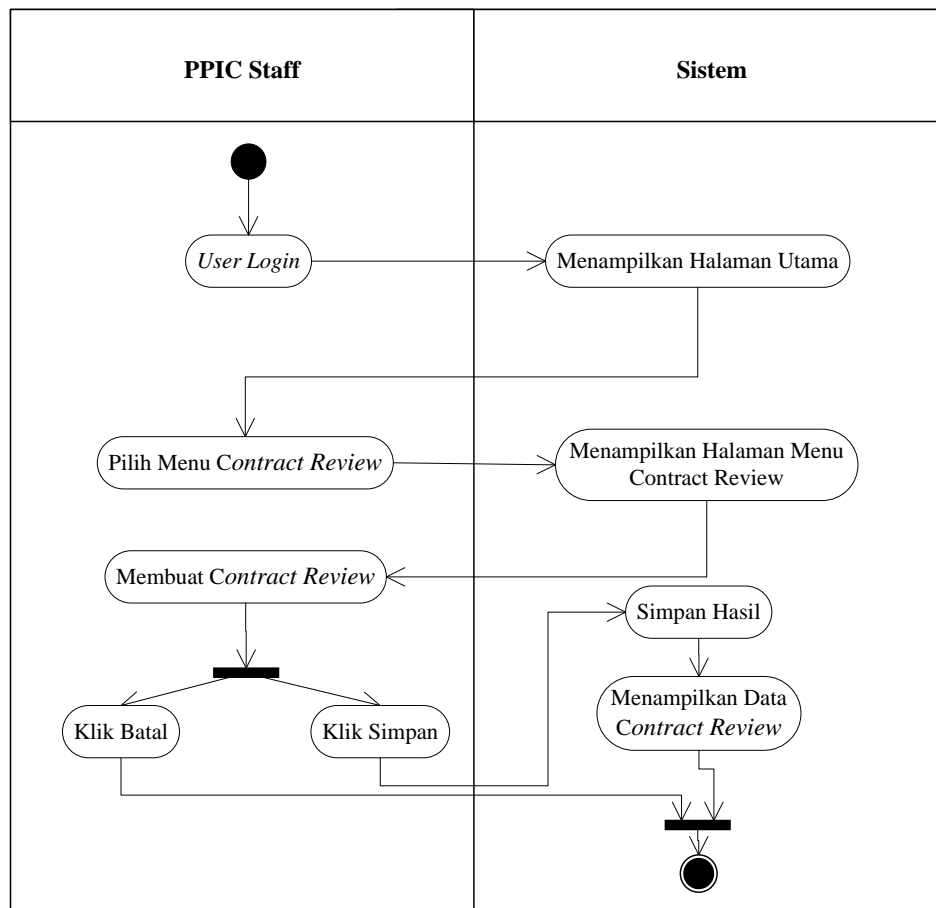 PPIC Staff
Sistem
User Login
Menampilkan Halaman Utama
Pilih Menu Contract Review
Menampilkan Halaman Menu
Contract Review
Membuat Contract Review
Simpan Hasil
Klik Batal
Klik Simpan
Menampilkan Data
Contract Review